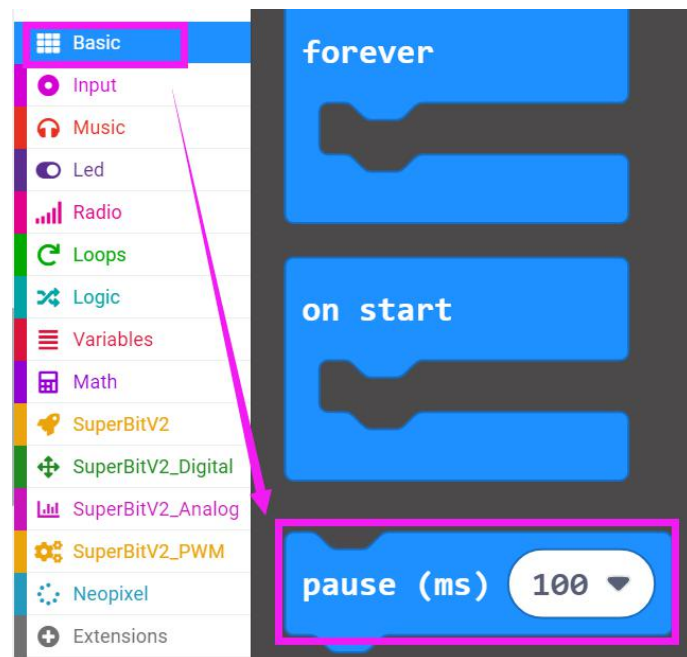 Basic
Input
Music
Led
Radio
Loops
Logic
Variables
Math
SuperBitV2
SuperBitV2_Digital
SuperBitV2_Analog
SuperBitV2_PWM
Neopixel
Extensions
forever
on start
pause (ms) 100